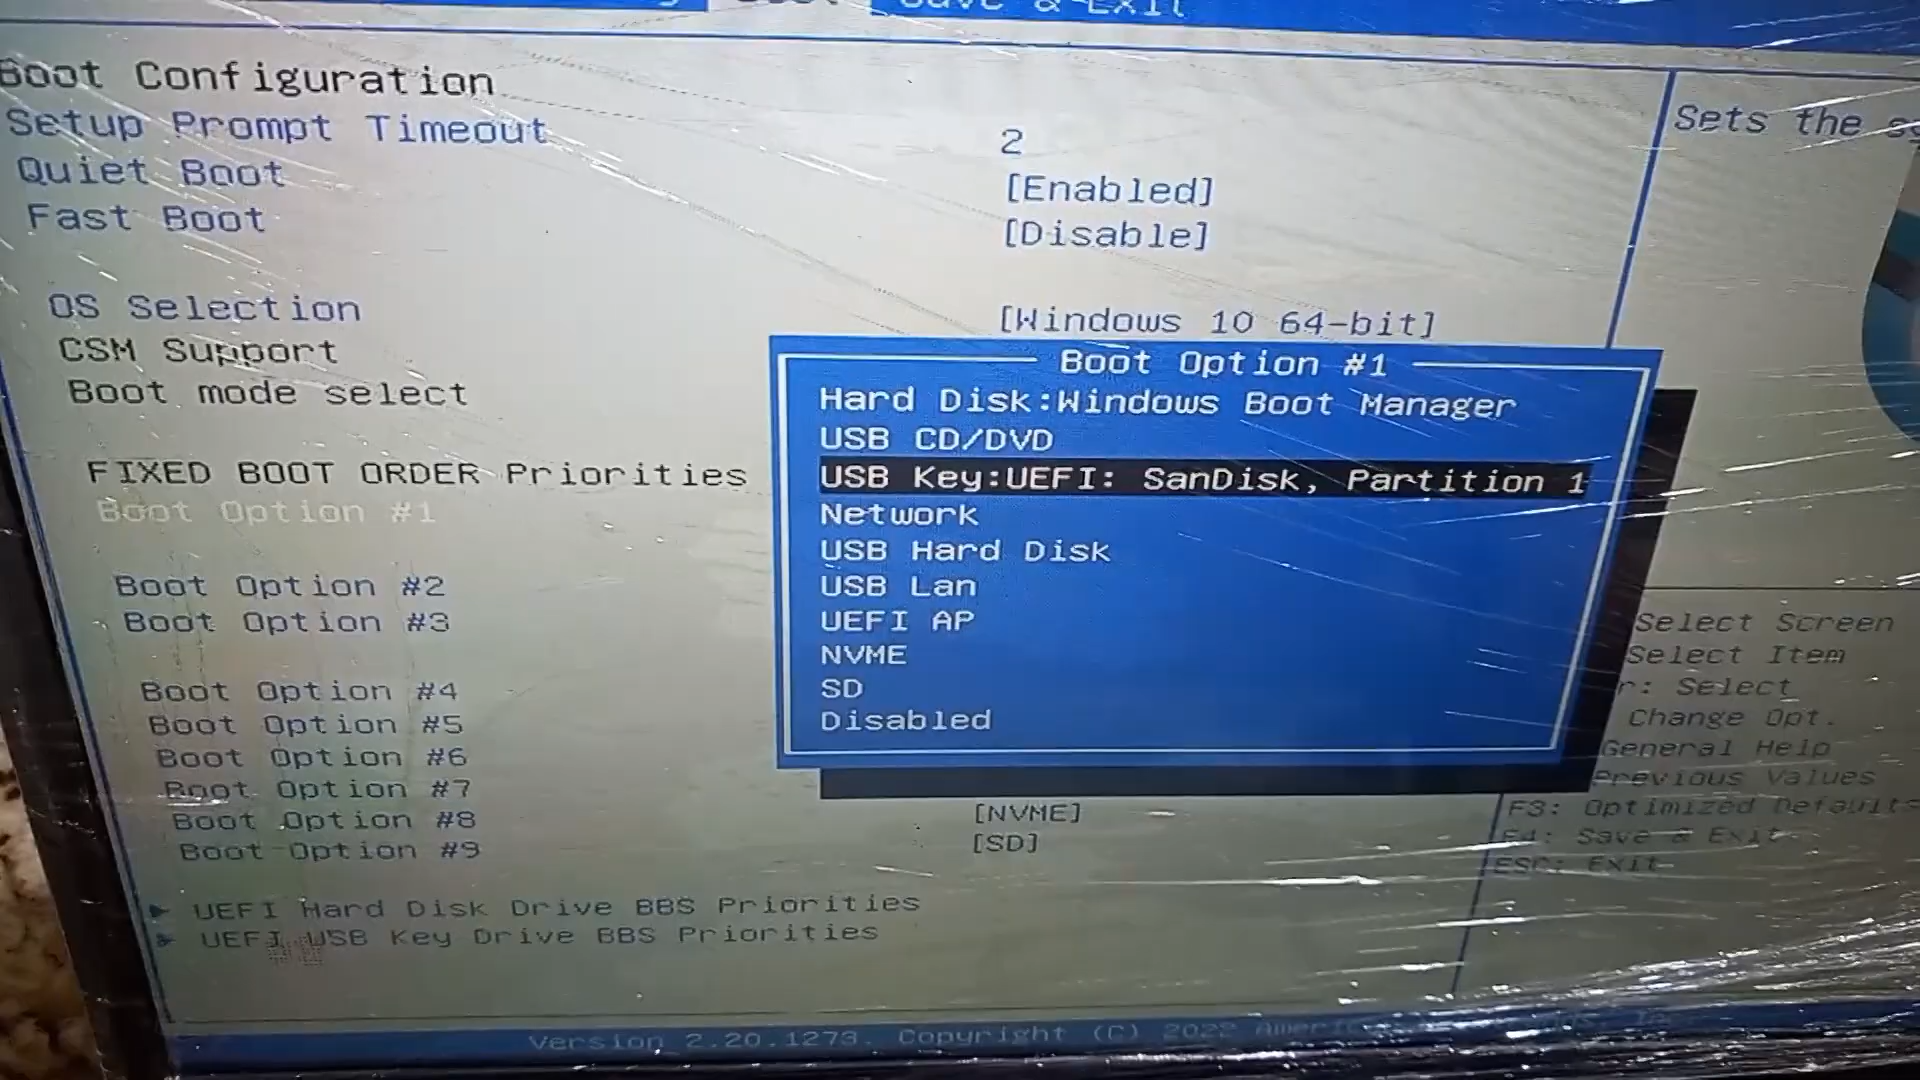 Save & Exit
Boot Configuration
Setup Prompt Timeout 2
Quiet Boot [Enabled]
Fast Boot [Disable]
OS Selection [Windows 10 64-bit]
CSM Support
Boot mode select
FIXED BOOT ORDER Priorities
Boot Option #1
Boot Option #2
Boot Option #3
Boot Option #4
Boot Option #5
Boot Option #6
Boot Option #7
Boot Option #8 [NVME]
Boot Option #9 [SD]
UEFI Hard Disk Drive BBS Priorities
UEFI USB Key Drive BBS Priorities
Boot Option #1
Hard Disk:Windows Boot Manager
USB CD/DVD
USB Key:UEFI: SanDisk, Partition 1
Network
USB Hard Disk
USB Lan
UEFI AP
NVME
SD
Disabled
Sets the
Select Screen
Select Item
r: Select
Change Opt.
General Help
Previous Values
F3: Optimized Defaults
F4: Save & Exit
ESC: Exit
Version 2.20.1273. Copyright (C) 2022